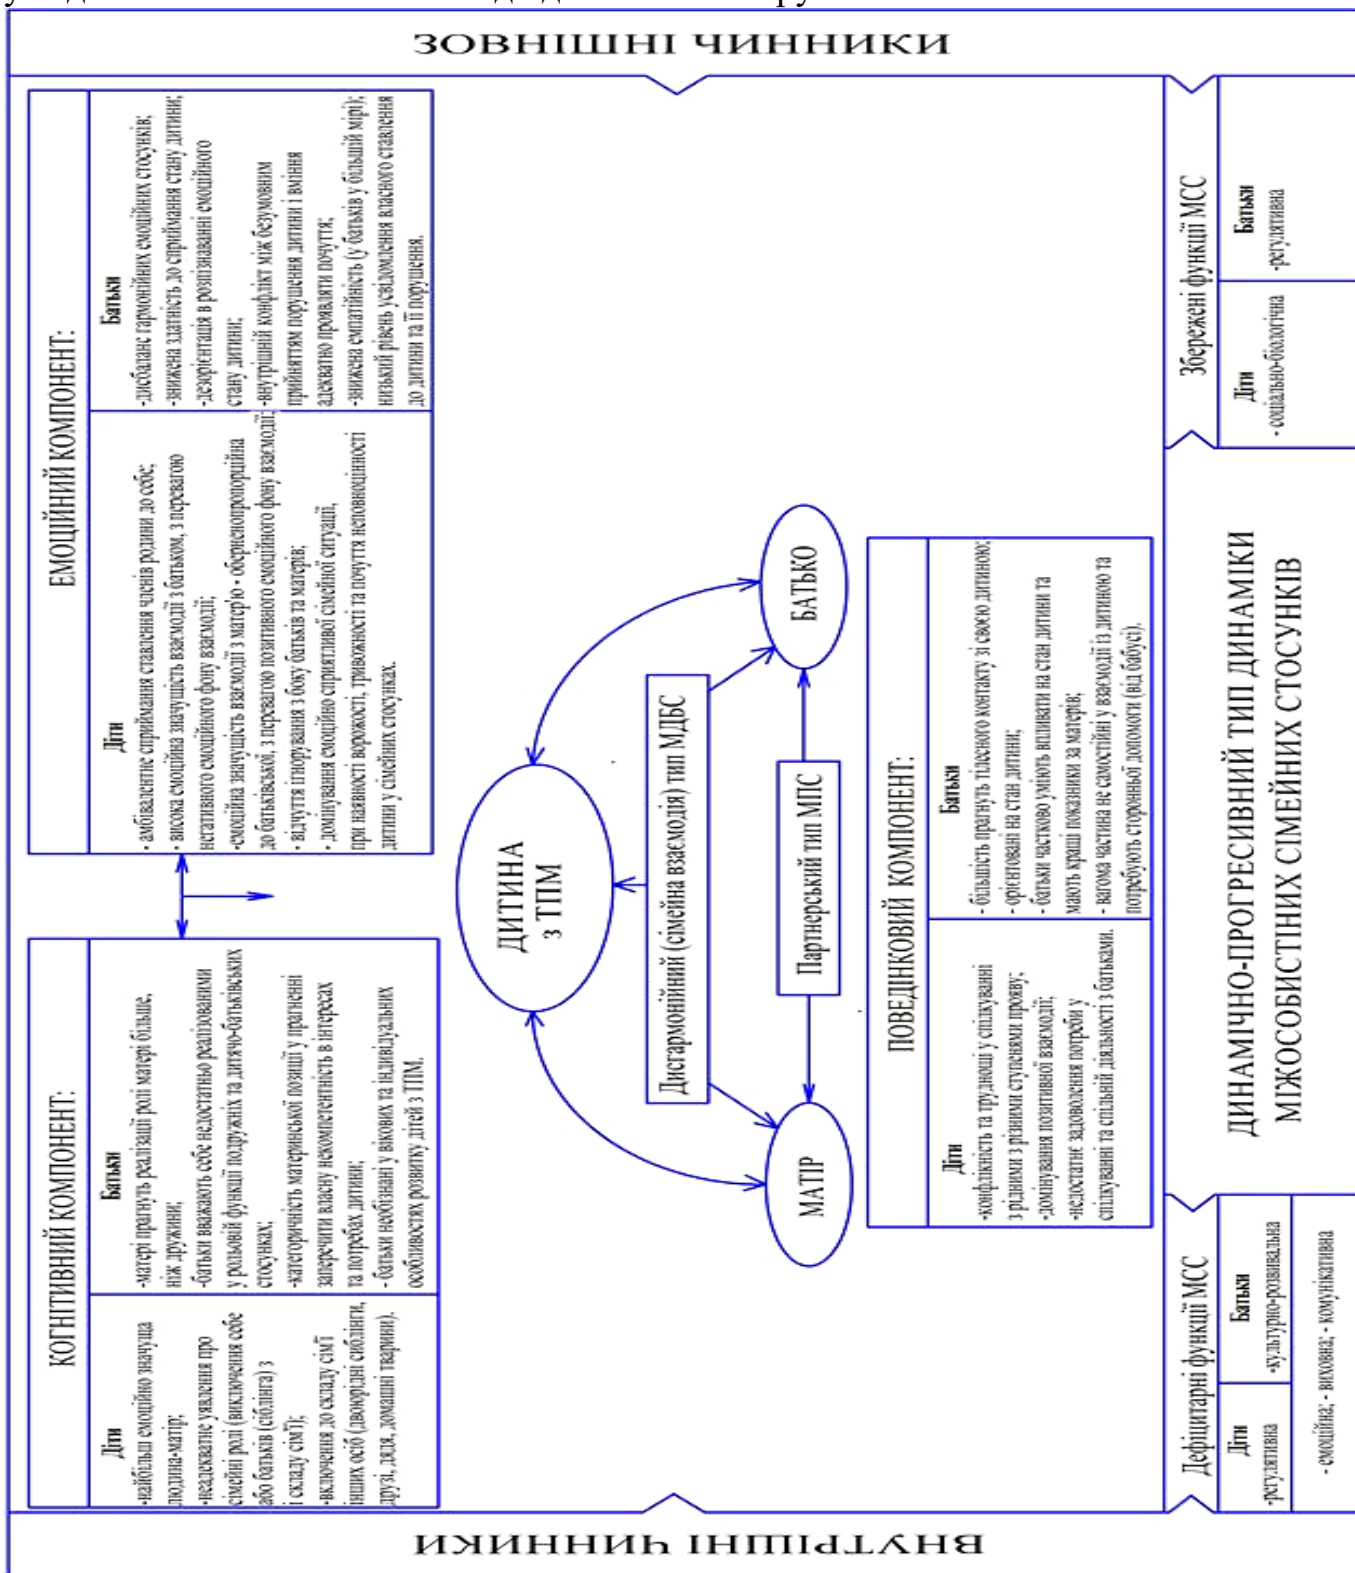 ЗОВНІШНІ ЧИННИКИ
КОГНІТИВНИЙ КОМПОНЕНТ:
Діти
-найбільш емоційно значуща
людина-матір;
-неадекватне уявлення про
сімейні ролі (виключення себе
або батьків (сіблінга) з
і складу сім'ї);
-включення до складу сім'ї
інших осіб (двоюрідні сиблінги,
друзі, дядя, домашні тварини).
Батьки
-матері прагнуть реалізації ролі матері більше,
ніж дружини;
-батьки вважають себе недостатньо реалізованими
у рольовій функції подружніх та дитячо-батьківських
стосунках;
-категоричність материнської позиції у прагненні
заперечити власну некомпетентність в інтересах
та потребах дитини;
- батьки необізнані у вікових та індивідуальних
особливостях розвитку дітей з ТПМ.
ЕМОЦІЙНИЙ КОМПОНЕНТ:
Діти
- амбівалентне сприймання ставлення членів родини до себе;
- висока емоційна значущість взаємодії з батьком, з перевагою
негативного емоційного фону взаємодії;
-емоційна значущість взаємодії з матер'ю - оберненопропорційна
до батьківської, з перевагою позитивного емоційного фону взаємодії;
- відчуття ігнорування з боку батьків та матерів;
- домінування емоційно сприятливої сімейної ситуації,
при наявності ворожості, тривожності та почуття неповноцінності
дитини у сімейних стосунках.
Батьки
-дисбаланс гармонійних емоційних стосунків;
-знижена здатність до сприймання стану дитини;
-дезорієнтація в розпізнаванні емоційного
стану дитини;
-внутрішній конфлікт між безумовним
прийняттям порушення дитини і вміння
адекватно проявляти почуття;
-знижена емпатійність (у батьків у більшій мірі);
низький рівень усвідомлення власного ставлення
до дитини та її порушення.
ДИТИНА
з ТПМ
Дисгармонійний (сімейна взаємодія) тип МДБС
МАТІР
Партнерський тип МПС
БАТЬКО
ПОВЕДІНКОВИЙ КОМПОНЕНТ:
Діти
-конфлікність та труднощі у спілкуванні
з рідними з різними ступенями прояву;
-домінування позитивної взаємодії;
-недостатнє задоволення потреби у
спілкуванні та спільній діяльності з батьками.
Батьки
- більшість прагнуть тілесного контакту зі своєю дитиною;
- орієнтовані на стан дитини;
- батьки частково уміють впливати на стан дитини та
мають кращі показники за матерів;
- вагома частина не самостійні у взаємодії із дитиною та
потребують сторонньої допомоги (від бабусі).
Дефіцитарні функції МСС
Діти
-регулятивна
Батьки
-культурно-розвивальна
- емоційна; - виховна; - комунікативна
ДИНАМІЧНО-ПРОГРЕСИВНИЙ ТИП ДИНАМІКИ
МІЖОСОБИСТІНИХ СІМЕЙНИХ СТОСУНКІВ
Збережені функції МСС
Діти
- соціально-біологічна
Батьки
-регулятивна
ВНУТРІШНІ ЧИННИКИ